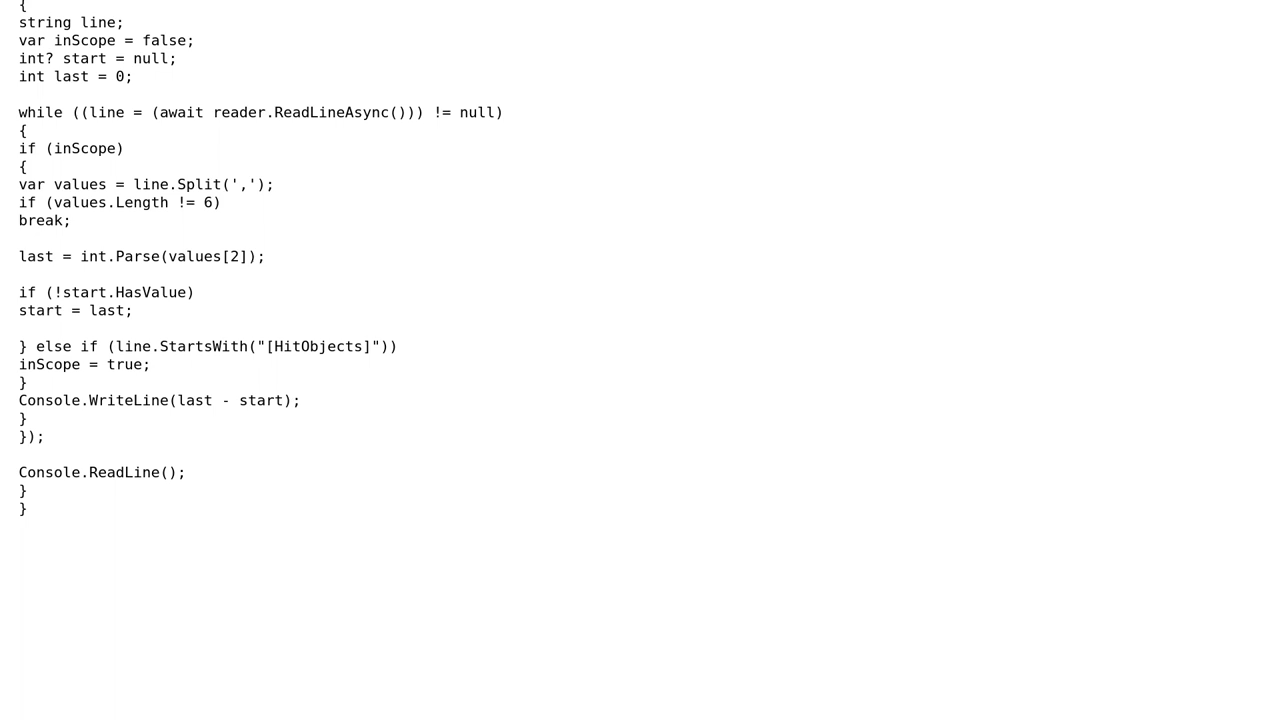 {
string line;
var inScope = false;
int? start = null;
int last = 0;

while ((line = (await reader.ReadLineAsync())) != null)
{
if (inScope)
{
var values = line.Split(',');
if (values.Length != 6)
break;

last = int.Parse(values[2]);

if (!start.HasValue)
start = last;

} else if (line.StartsWith("[HitObjects]"))
inScope = true;
}
Console.WriteLine(last - start);
}
});

Console.ReadLine();
}
}